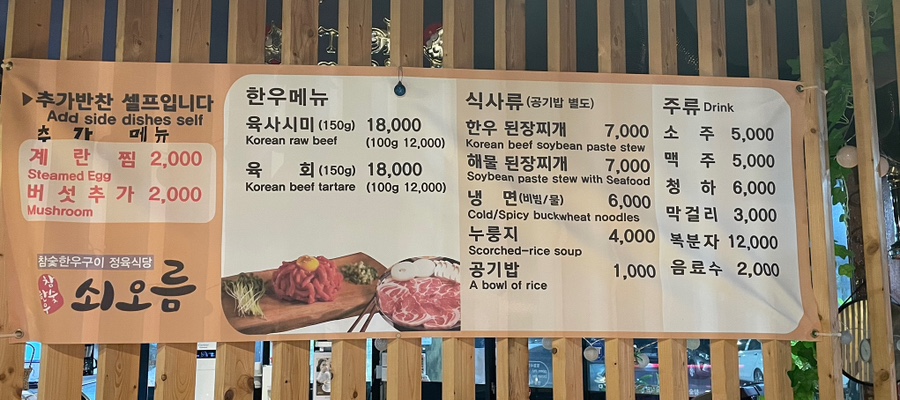 ▶추가반찬 셀프입니다
Add side dishes self
추 가 메뉴
계 란 찜 2,000
Steamed Egg
버섯추가 2,000
Mushroom
참숯한우구이 정육식당
참숯한우
쇠오름
한우메뉴
육사시미(150g) 18,000
Korean raw beef (100g 12,000)
육 회(150g) 18,000
Korean beef tartare (100g 12,000)
식사류(공기밥 별도)
한우 된장찌개 7,000
Korean beef soybean paste stew
해물 된장찌개 7,000
Soybean paste stew with Seafood
냉 면(비빔/물) 6,000
Cold/Spicy buckwheat noodles
누룽지 4,000
Scorched-rice soup
공기밥 1,000
A bowl of rice
주류 Drink
소 주 5,000
맥 주 5,000
청 하 6,000
막걸리 3,000
복분자 12,000
음료수 2,000